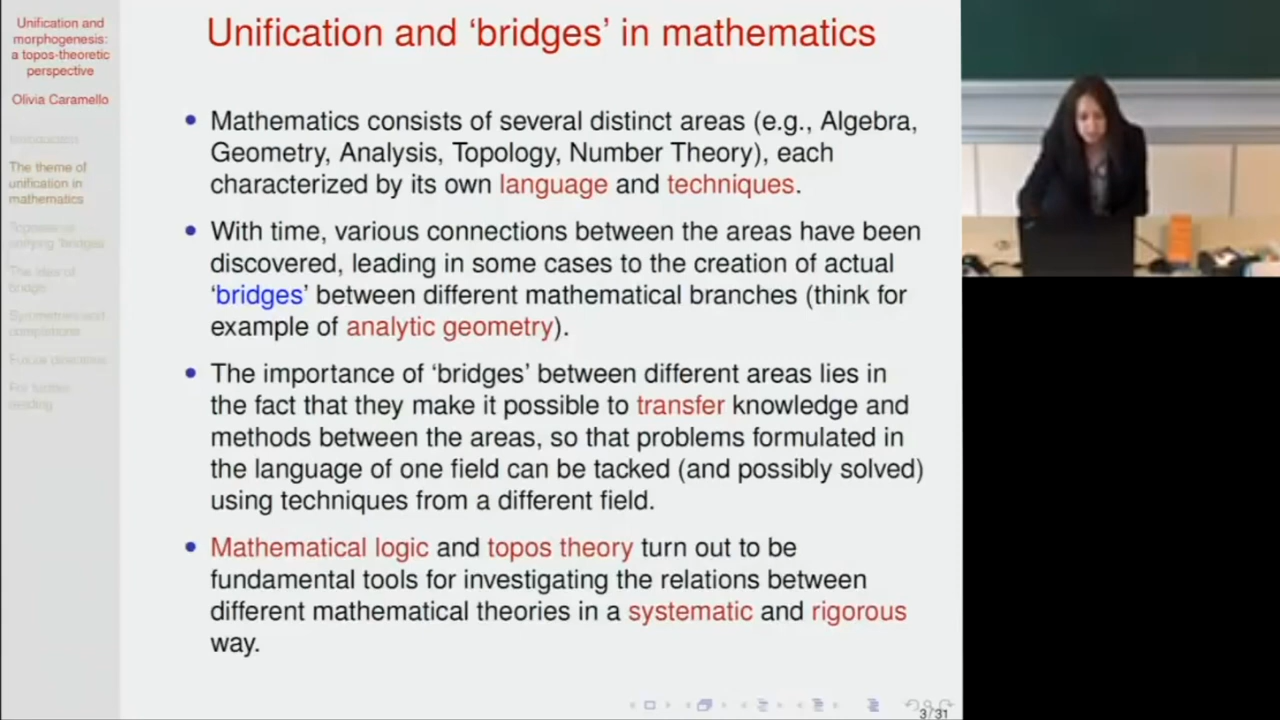 Unification and
morphogenesis:
a topos-theoretic
perspective
Olivia Caramello
Introduction
The theme of
unification in
mathematics
Toposes as
unifying 'bridges'
The idea of
bridge
Symmetries and
completions
Future directions
For further
reading
Unification and ‘bridges’ in mathematics
• Mathematics consists of several distinct areas (e.g., Algebra,
Geometry, Analysis, Topology, Number Theory), each
characterized by its own language and techniques.
• With time, various connections between the areas have been
discovered, leading in some cases to the creation of actual
‘bridges’ between different mathematical branches (think for
example of analytic geometry).
• The importance of ‘bridges’ between different areas lies in
the fact that they make it possible to transfer knowledge and
methods between the areas, so that problems formulated in
the language of one field can be tacked (and possibly solved)
using techniques from a different field.
• Mathematical logic and topos theory turn out to be
fundamental tools for investigating the relations between
different mathematical theories in a systematic and rigorous
way.
3/31